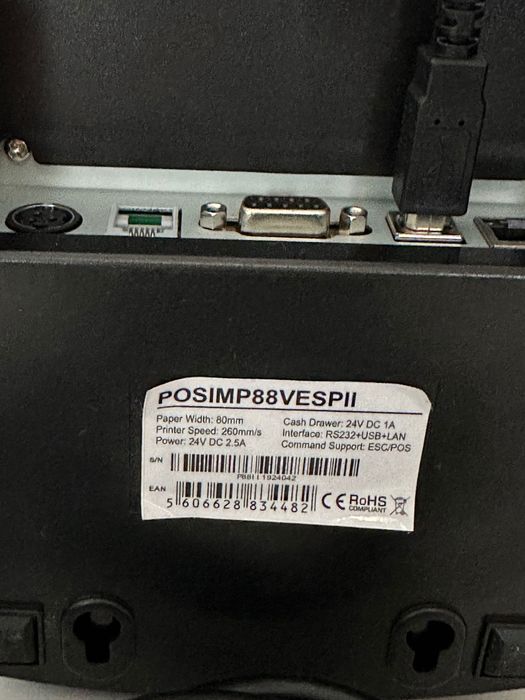 POSIMP88VESPII
Paper Width: 80mm Cash Drawer: 24V DC 1A
Printer Speed: 260mm/s Interface: RS232+USB+LAN
Power: 24V DC 2.5A Command Support: ESC/POS
S/N
P88II1924042
EAN
5 606628 834482 CE RoHS
COMPLIANT